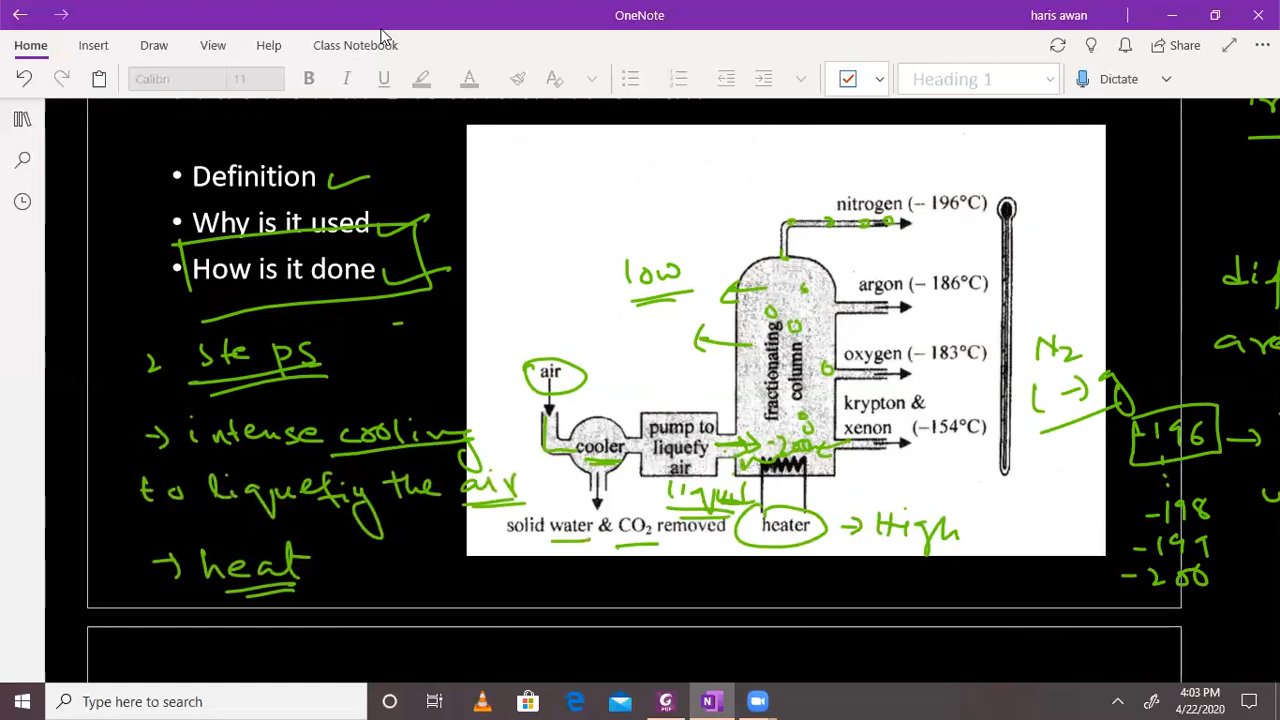 OneNote
haris awan
Home Insert Draw View Help Class Notebook
Share
Calibri 11
B I U A
Heading 1
Dictate
• Definition
• Why is it used
• How is it done
2 steps
→ intense cooling
to liquefiy the air
→ heat
nitrogen (– 196°C)
argon (– 186°C)
oxygen (– 183°C)
krypton &
xenon (–154°C)
fractionating
column
low
air
cooler
pump to
liquefy
air
-200
liquid
solid water & CO₂ removed
heater
→ High
N2
-196 →
-198
-199
-200
Type here to search
4:03 PM
4/22/2020